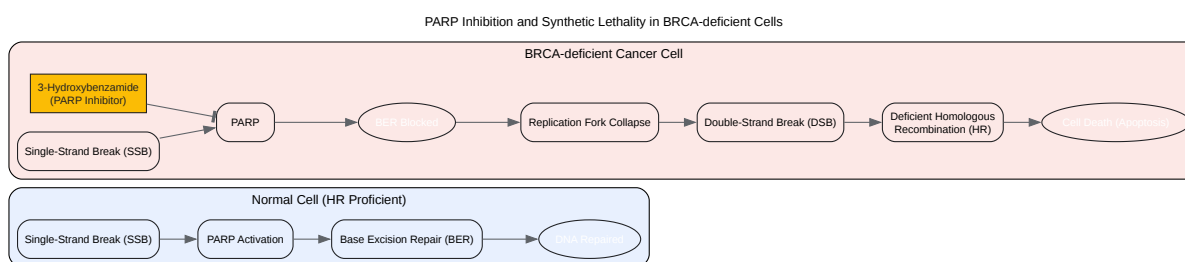 PARP Inhibition and Synthetic Lethality in BRCA-deficient Cells
BRCA-deficient Cancer Cell
3-Hydroxybenzamide
(PARP Inhibitor)
Single-Strand Break (SSB)
PARP
BER Blocked
Replication Fork Collapse
Double-Strand Break (DSB)
Deficient Homologous
Recombination (HR)
Cell Death (Apoptosis)
Normal Cell (HR Proficient)
Single-Strand Break (SSB)
PARP Activation
Base Excision Repair (BER)
DNA Repaired